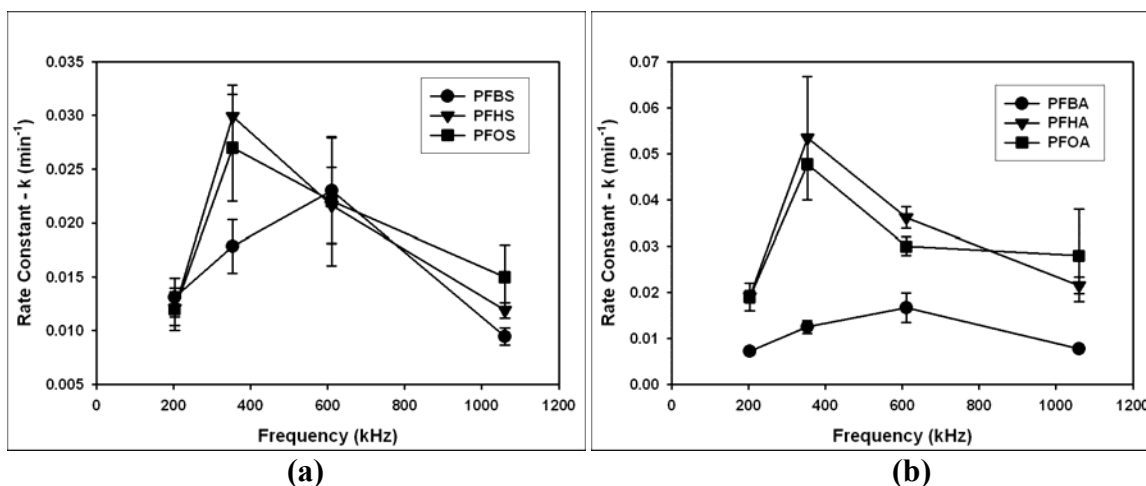 0.035
0.030
0.025
0.020
0.015
0.010
0.005
Rate Constant - k (min⁻¹)
PFBS
PFHS
PFOS
0 200 400 600 800 1000 1200
Frequency (kHz)
(a)
0.07
0.06
0.05
0.04
0.03
0.02
0.01
0.00
Rate Constant - k (min⁻¹)
PFBA
PFHA
PFOA
0 200 400 600 800 1000 1200
Frequency (kHz)
(b)